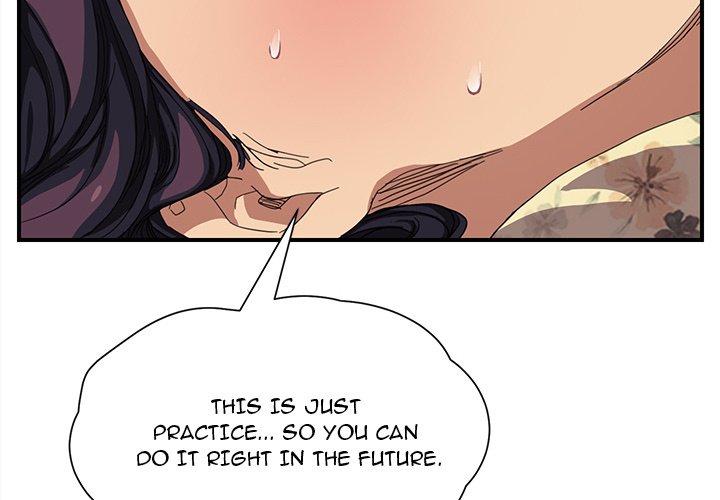 THIS IS JUST
PRACTICE... SO YOU CAN
DO IT RIGHT IN THE FUTURE.